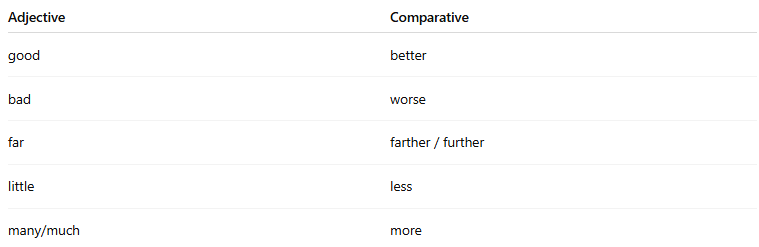 Adjective Comparative
good better
bad worse
far farther / further
little less
many/much more